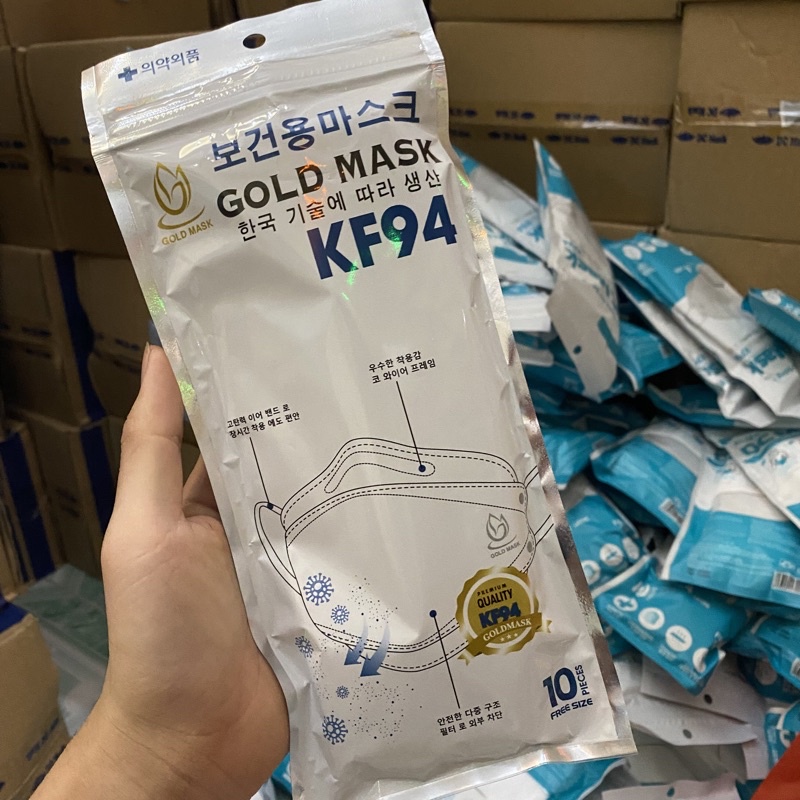 의약외품
보건용마스크
GOLD MASK
GOLD MASK
한국 기술에 따라 생산
KF94
우수한 착용감
코 와이어 프레임
고탄력 이어 밴드 로
장시간 착용 에도 편안
GOLD MASK
PREMIUM
QUALITY
KF94
GOLDMASK
안전한 다중 구조
필터 로 외부 차단
10 PIECES
FREE SIZE